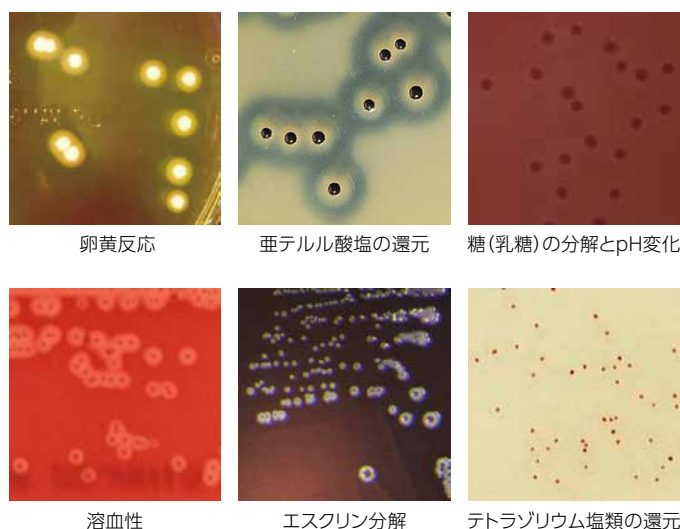 卵黄反応
亜テルル酸塩の還元
糖(乳糖)の分解とpH変化
溶血性
エスクリン分解
テトラゾリウム塩類の還元